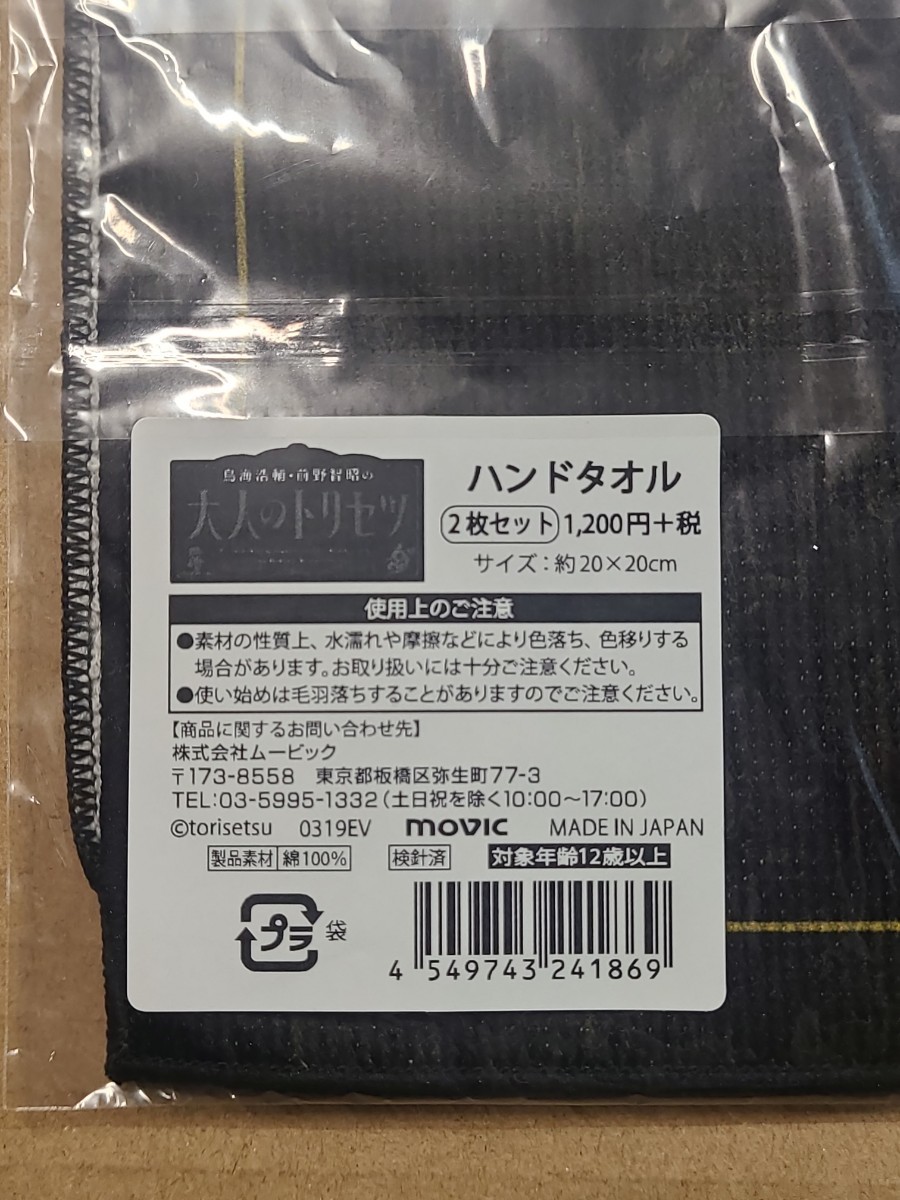 鳥海浩輔・前野智昭の
大人のトリセツ
ハンドタオル
2枚セット 1,200円+税
サイズ：約20×20cm
使用上のご注意
●素材の性質上、水濡れや摩擦などにより色落ち、色移りする
場合があります。お取り扱いには十分ご注意ください。
●使い始めは毛羽落ちすることがありますのでご注意ください。
【商品に関するお問い合わせ先】
株式会社ムービック
〒173-8558 東京都板橋区弥生町77-3
TEL:03-5995-1332（土日祝を除く10:00～17:00）
©torisetsu 0319EV movic MADE IN JAPAN
製品素材 綿100% 検針済 対象年齢12歳以上
プラ 袋
4 549743 241869